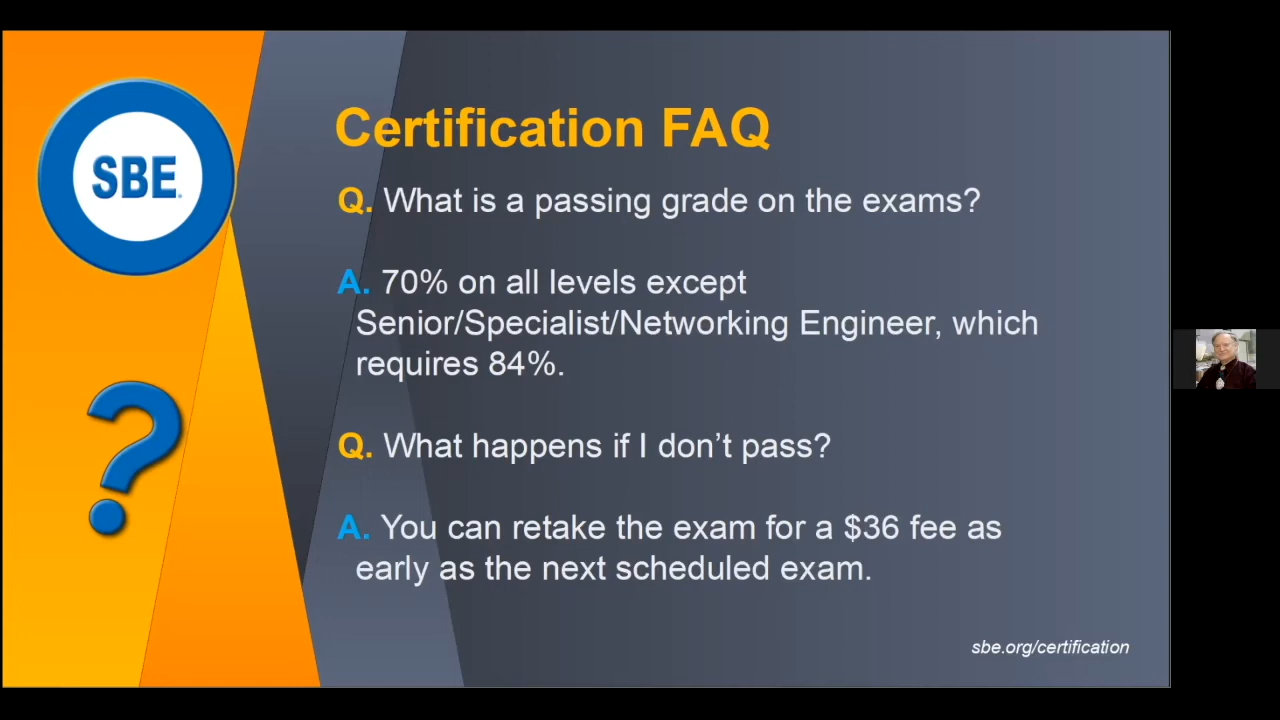 SBE
Certification FAQ
Q. What is a passing grade on the exams?
A. 70% on all levels except
Senior/Specialist/Networking Engineer, which
requires 84%.
Q. What happens if I don’t pass?
A. You can retake the exam for a $36 fee as
early as the next scheduled exam.
sbe.org/certification